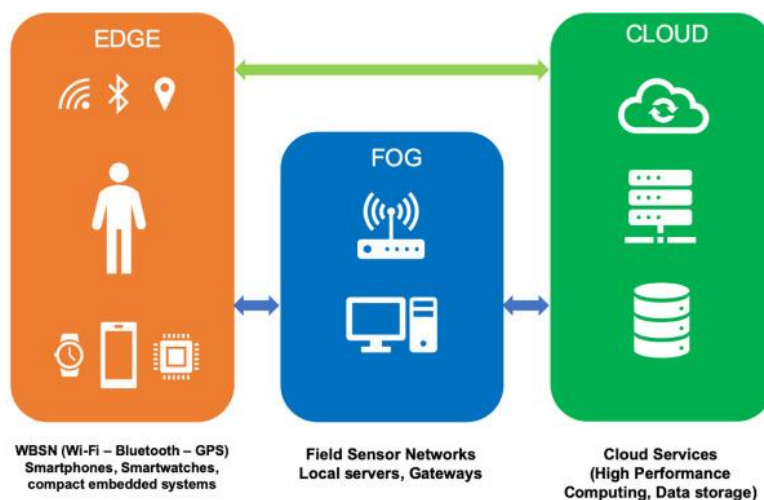 EDGE
CLOUD
FOG
WBSN (Wi-Fi – Bluetooth – GPS)
Smartphones, Smartwatches,
compact embedded systems
Field Sensor Networks
Local servers, Gateways
Cloud Services
(High Performance
Computing, Data storage)